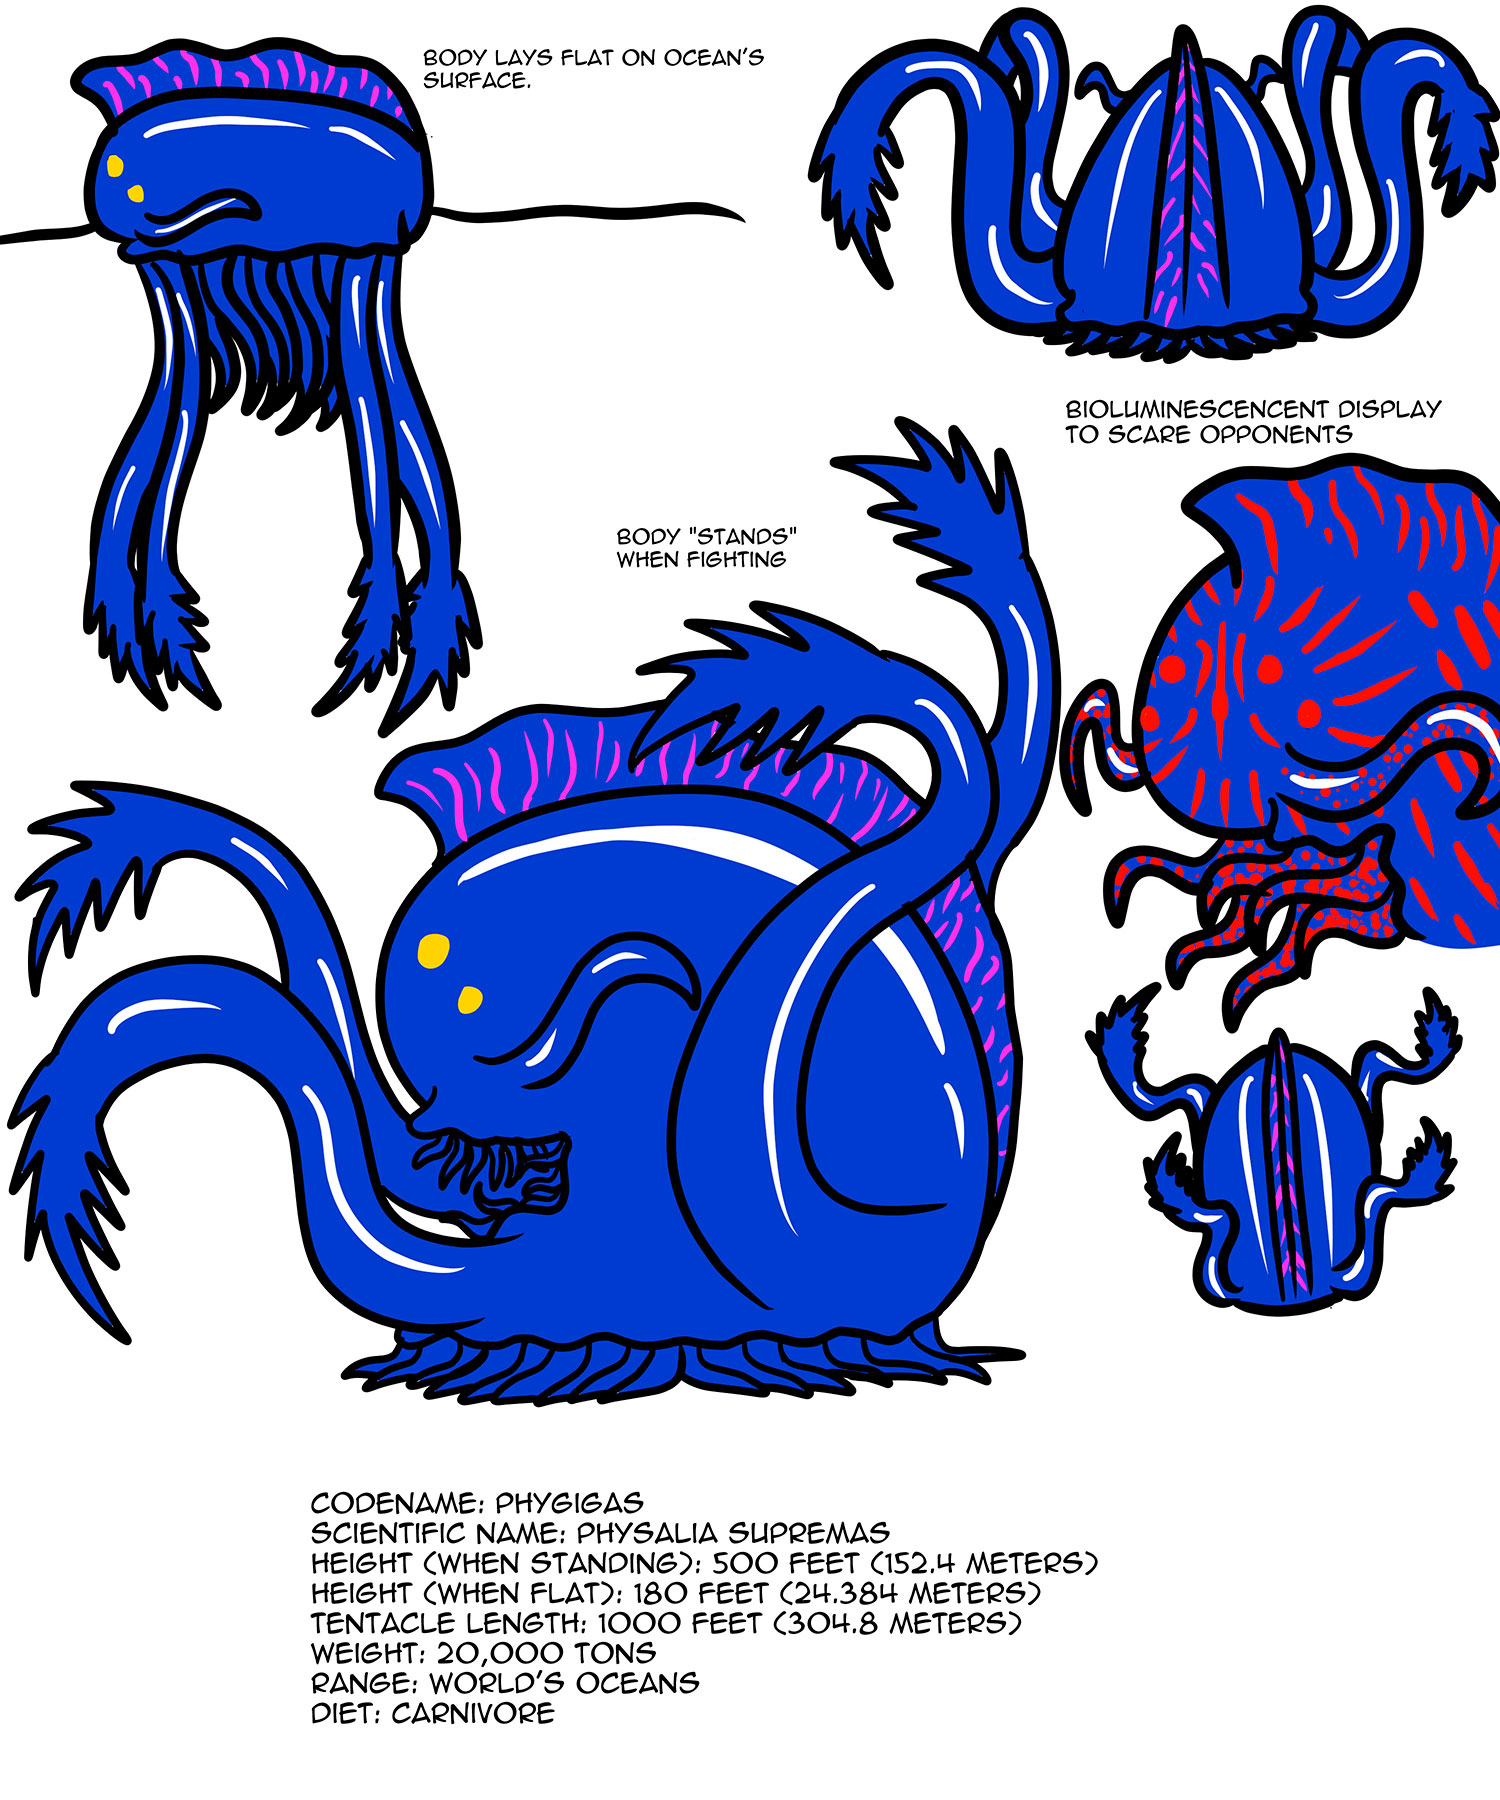 BODY LAYS FLAT ON OCEAN'S
SURFACE.
BIOLUMINESCENCENT DISPLAY
TO SCARE OPPONENTS
BODY "STANDS"
WHEN FIGHTING
CODENAME: PHYGIGAS
SCIENTIFIC NAME: PHYSALIA SUPREMAS
HEIGHT (WHEN STANDING): 500 FEET (152.4 METERS)
HEIGHT (WHEN FLAT): 180 FEET (24.384 METERS)
TENTACLE LENGTH: 1000 FEET (304.8 METERS)
WEIGHT: 20,000 TONS
RANGE: WORLD'S OCEANS
DIET: CARNIVORE